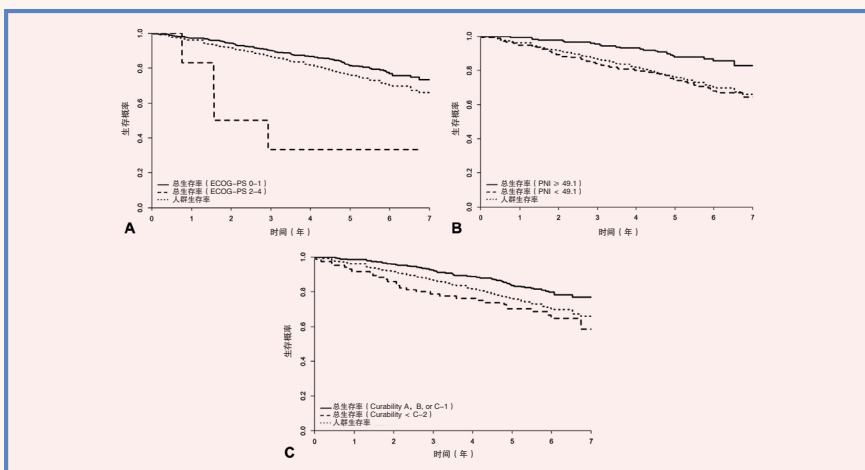 1.0
0.8
0.6
0.4
0.2
0.0
生存概率
总生存率（ECOG-PS 0-1）
总生存率（ECOG-PS 2-4）
人群生存率
0 1 2 3 4 5 6 7
时间（年）
A
1.0
0.8
0.6
0.4
0.2
0.0
生存概率
总生存率（PNI ≥ 49.1）
总生存率（PNI < 49.1）
人群生存率
0 1 2 3 4 5 6 7
时间（年）
B
1.0
0.8
0.6
0.4
0.2
0.0
生存概率
总生存率（Curability A，B, or C-1）
总生存率（Curability < C-2）
人群生存率
0 1 2 3 4 5 6 7
时间（年）
C